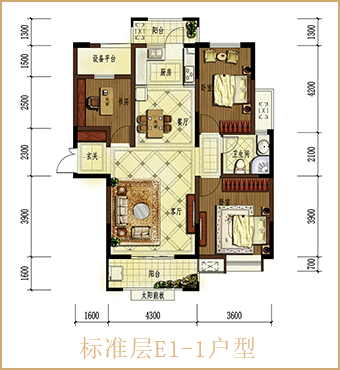 阳台
设备平台
厨房
卧室
书房
餐厅
卫生间
玄关
客厅
卧室
阳台
太阳能板
1300
1500
2500
2300
3900
1600
1300
4200
2100
3900
700
1600 4300 3600
标准层E1-1户型